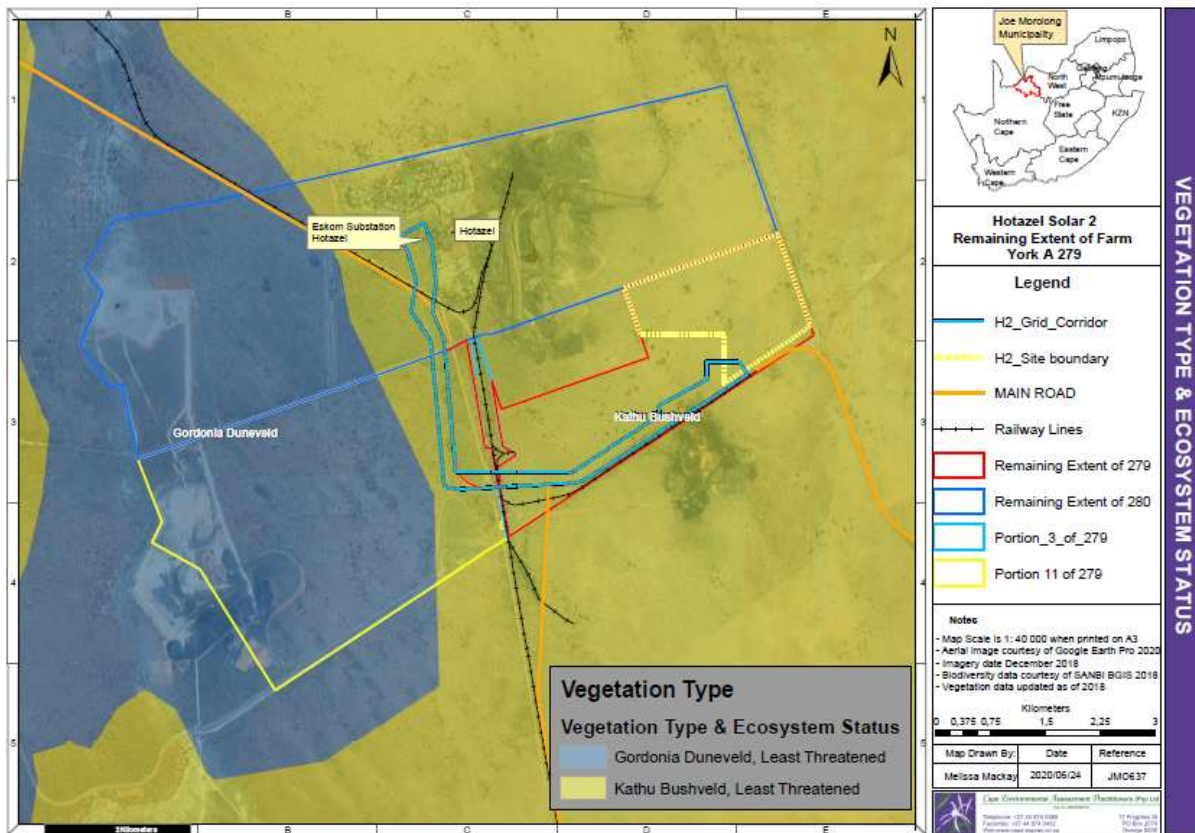 A B C D E
N
1
2
3
4
5
1
2
3
4
5
Eskom Substation
Hotazel
Hotazel
Gordonia Duneveld
Kathu Bushveld
Vegetation Type
Vegetation Type & Ecosystem Status
Gordonia Duneveld, Least Threatened
Kathu Bushveld, Least Threatened
A B C D E
Joe Morolong
Municipality
Limpopo
North
West
Mpumalanga
Free
State
KZN
Northern
Cape
Eastern
Cape
Western
Cape
Hotazel Solar 2
Remaining Extent of Farm
York A 279
Legend
H2_Grid_Corridor
H2_Site boundary
MAIN ROAD
Railway Lines
Remaining Extent of 279
Remaining Extent of 280
Portion_3_of_279
Portion 11 of 279
Notes
- Map Scale is 1: 40 000 when printed on A3
- Aerial Image courtesy of Google Earth Pro 2020
- Imagery date December 2018
- Biodiversity data courtesy of SANBI BGIS 2018
- Vegetation data updated as of 2018
Kilometers
0 0,375 0,75 1,5 2,25 3
Map Drawn By: Date Reference
Melissa Mackay 2020/06/24 JMO637
Cape Environmental Assessment Practitioners (Pty) Ltd
VEGETATION TYPE & ECOSYSTEM STATUS